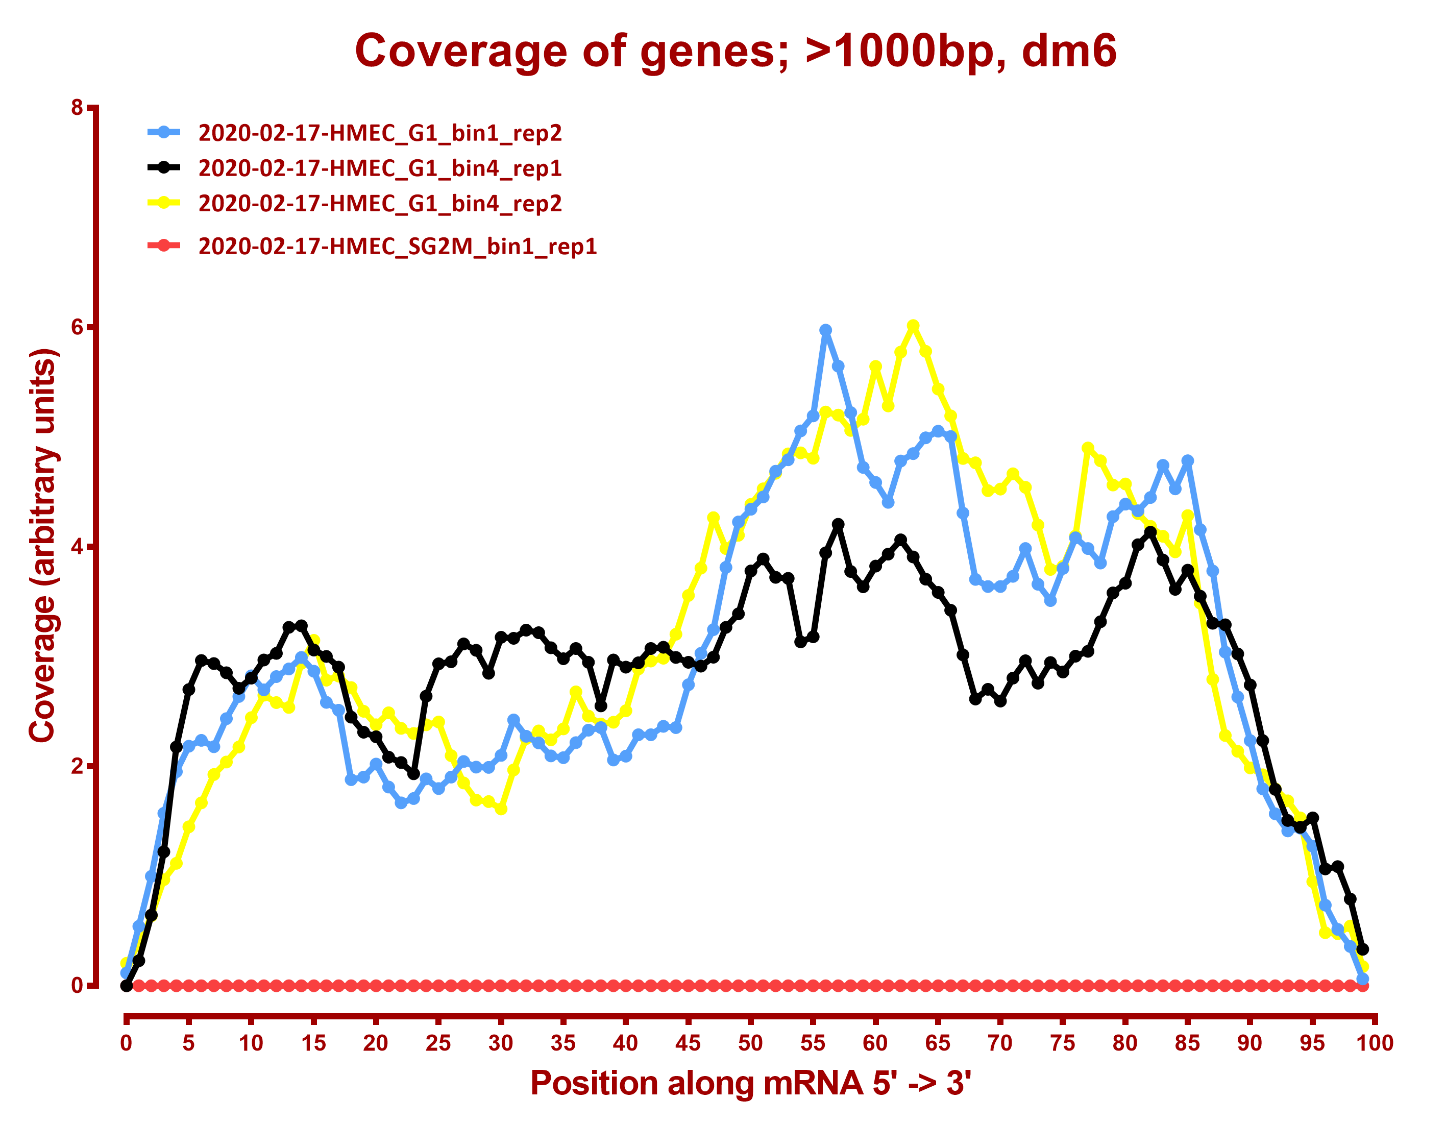 Coverage of genes; >1000bp, dm6
8
2020-02-17-HMEC_G1_bin1_rep2
2020-02-17-HMEC_G1_bin4_rep1
2020-02-17-HMEC_G1_bin4_rep2
2020-02-17-HMEC_SG2M_bin1_rep1
6
4
2
0
Coverage (arbitrary units)
0 5 10 15 20 25 30 35 40 45 50 55 60 65 70 75 80 85 90 95 100
Position along mRNA 5' -> 3'